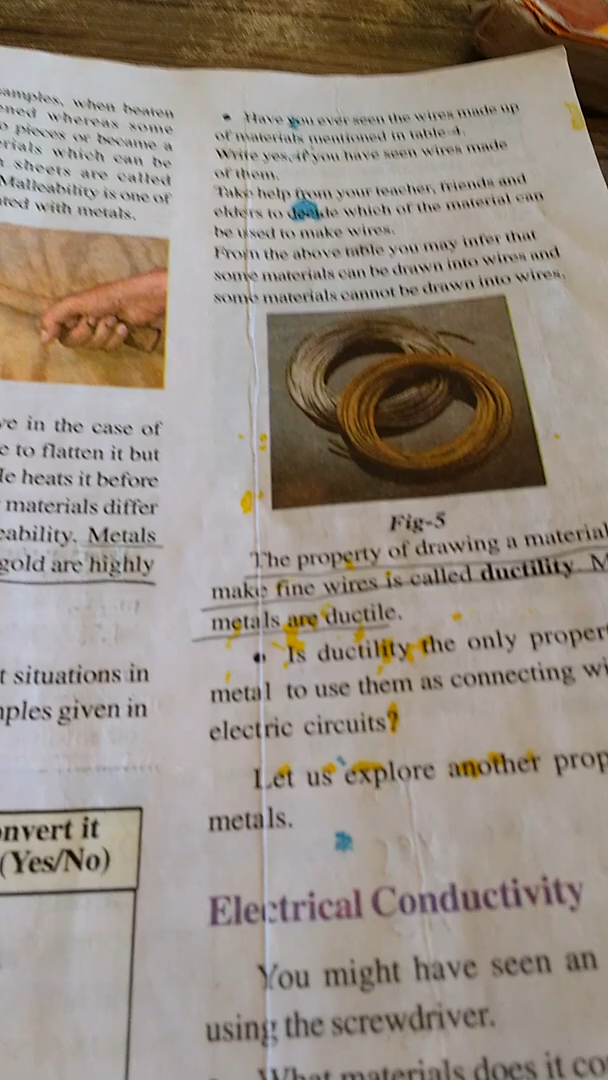 amples, when beaten
ened whereas some
pieces or became a
rials which can be
sheets are called
Malleability is one of
ated with metals.
ve in the case of
e to flatten it but
le heats it before
materials differ
eability. Metals
gold are highly
t situations in
mples given in
onvert it
(Yes/No)
• Have you ever seen the wires made up
of materials mentioned in table-4.
Write yes, if you have seen wires made
of them.
Take help from your teacher, friends and
elders to decide which of the material can
be used to make wires.
From the above table you may infer that
some materials can be drawn into wires and
some materials cannot be drawn into wires.
Fig-5
The property of drawing a material
make fine wires is called ductility. M
metals are ductile.
• Is ductility the only proper
metal to use them as connecting wi
electric circuits?
Let us explore another prop
metals.
Electrical Conductivity
You might have seen an
using the screwdriver.
What materials does it co